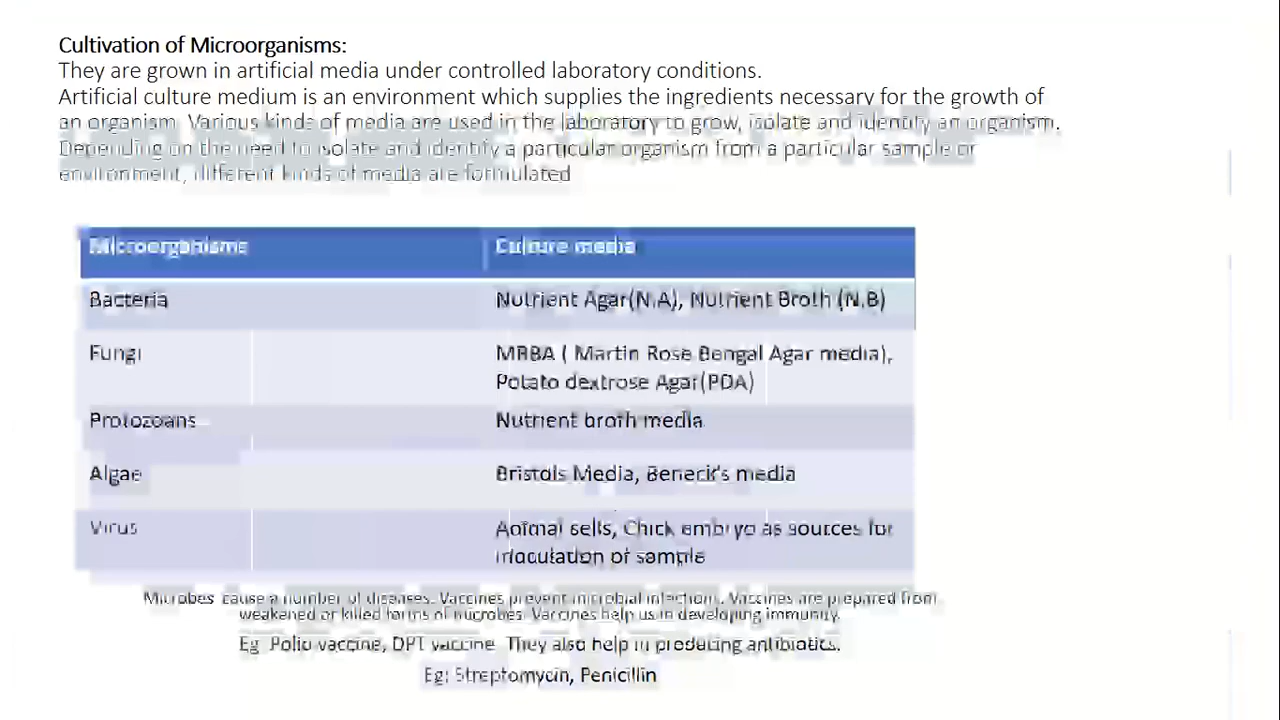 Cultivation of Microorganisms:
They are grown in artificial media under controlled laboratory conditions.
Artificial culture medium is an environment which supplies the ingredients necessary for the growth of
an organism. Various kinds of media are used in the laboratory to grow, isolate and identify an organism.
Depending on the need to isolate and identify a particular organism from a particular sample or
environment, different kinds of media are formulated
Microorganisms Culture media
Bacteria Nutrient Agar(N.A), Nutrient Broth (N.B)
Fungi MRBA ( Martin Rose Bengal Agar media),
Potato dextrose Agar(PDA)
Protozoans Nutrient broth media
Algae Bristols Media, Beneck's media
Virus Animal cells, Chick embryo as sources for
inoculation of sample
Microbes cause a number of diseases. Vaccines prevent microbial infections. Vaccines are prepared from
weakened or killed forms of microbes. Vaccines help us in developing immunity.
Eg Polio vaccine, DPT vaccine. They also help in producing antibiotics.
Eg: Streptomycin, Penicillin